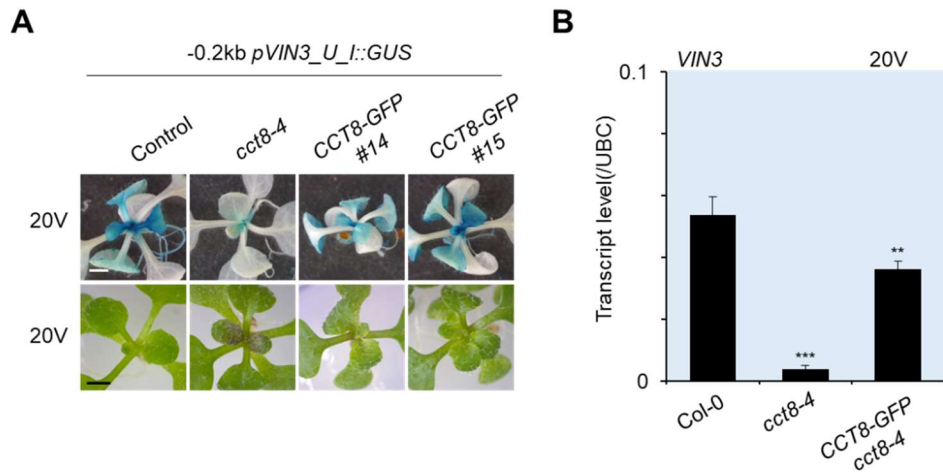 A
-0.2kb pVIN3_U_I::GUS
Control
cct8-4
CCT8-GFP
#14
CCT8-GFP
#15
20V
20V
B
VIN3
20V
0.1
0
Transcript level(/UBC)
***
**
Col-0
cct8-4
CCT8-GFP
cct8-4